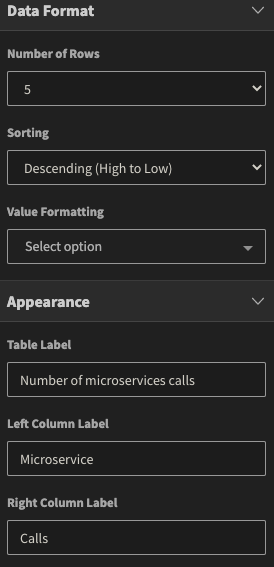 Data Format
Number of Rows
5
Sorting
Descending (High to Low)
Value Formatting
Select option
Appearance
Table Label
Number of microservices calls
Left Column Label
Microservice
Right Column Label
Calls